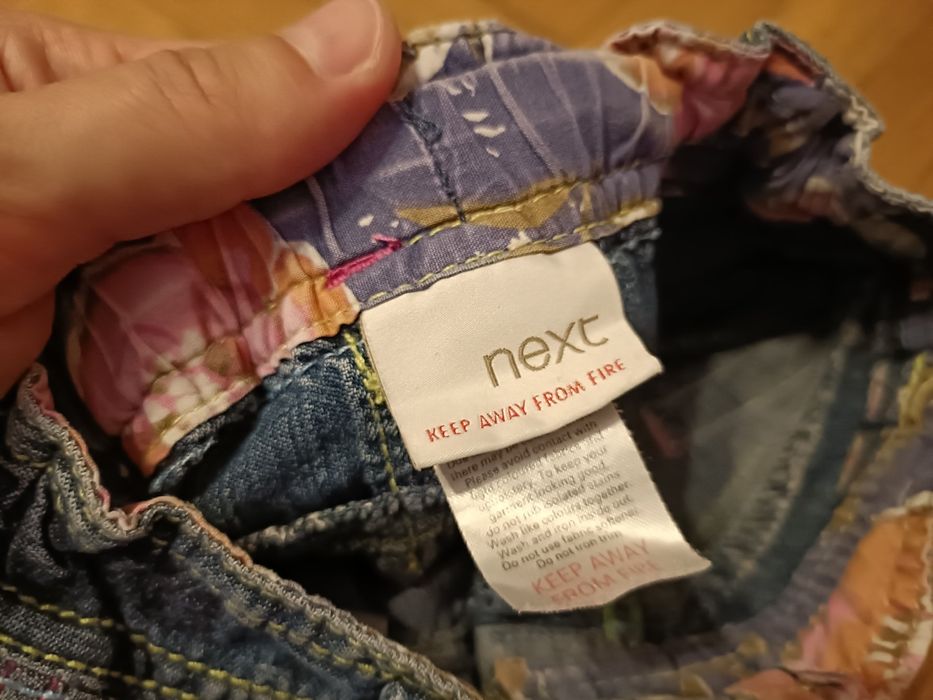 next
KEEP AWAY FROM FIRE
there may be
Please avoid contact with
light coloured fabrics and
upholstery. To keep your
garment looking good,
do not rub isolated stains
Wash like colours together.
Wash and iron inside out.
Do not use fabric softener
Do not iron trim
KEEP AWAY
FROM FIRE